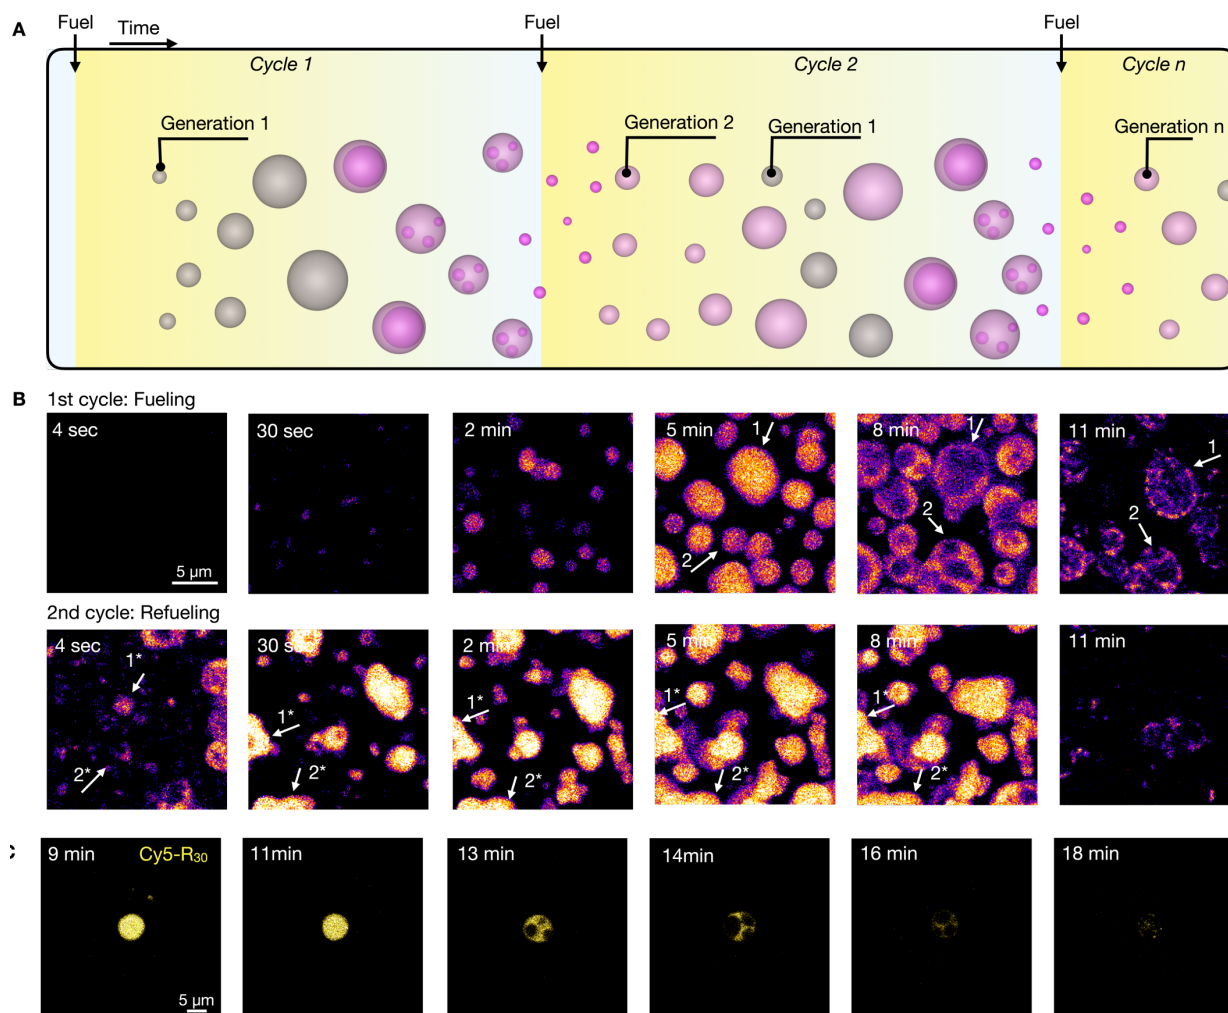 A
Fuel
Time
Fuel
Fuel
Cycle 1
Cycle 2
Cycle n
Generation 1
Generation 2
Generation 1
Generation n
B
1st cycle: Fueling
4 sec
30 sec
2 min
5 min
8 min
11 min
1
1
1
2
2
2
5 µm
2nd cycle: Refueling
4 sec
30 sec
2 min
5 min
8 min
11 min
1*
1*
1*
1*
1*
2*
2*
2*
2*
2*
9 min
Cy5-R30
11min
13 min
14min
16 min
18 min
5 µm